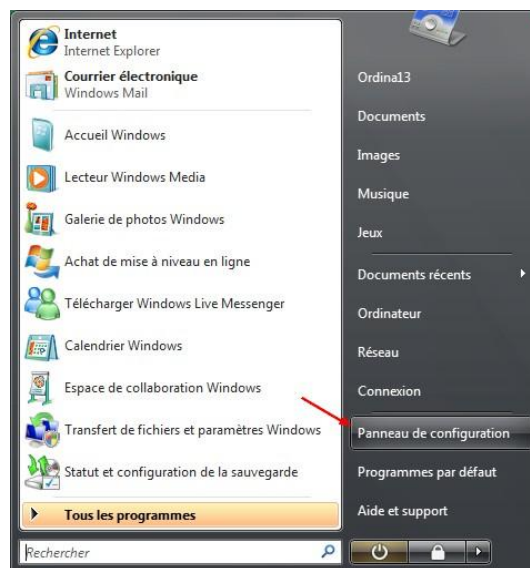 Internet
Internet Explorer
Courrier électronique
Windows Mail
Accueil Windows
Lecteur Windows Media
Galerie de photos Windows
Achat de mise à niveau en ligne
Télécharger Windows Live Messenger
Calendrier Windows
Espace de collaboration Windows
Transfert de fichiers et paramètres Windows
Statut et configuration de la sauvegarde
Tous les programmes
Rechercher
Ordina13
Documents
Images
Musique
Jeux
Documents récents
Ordinateur
Réseau
Connexion
Panneau de configuration
Programmes par défaut
Aide et support